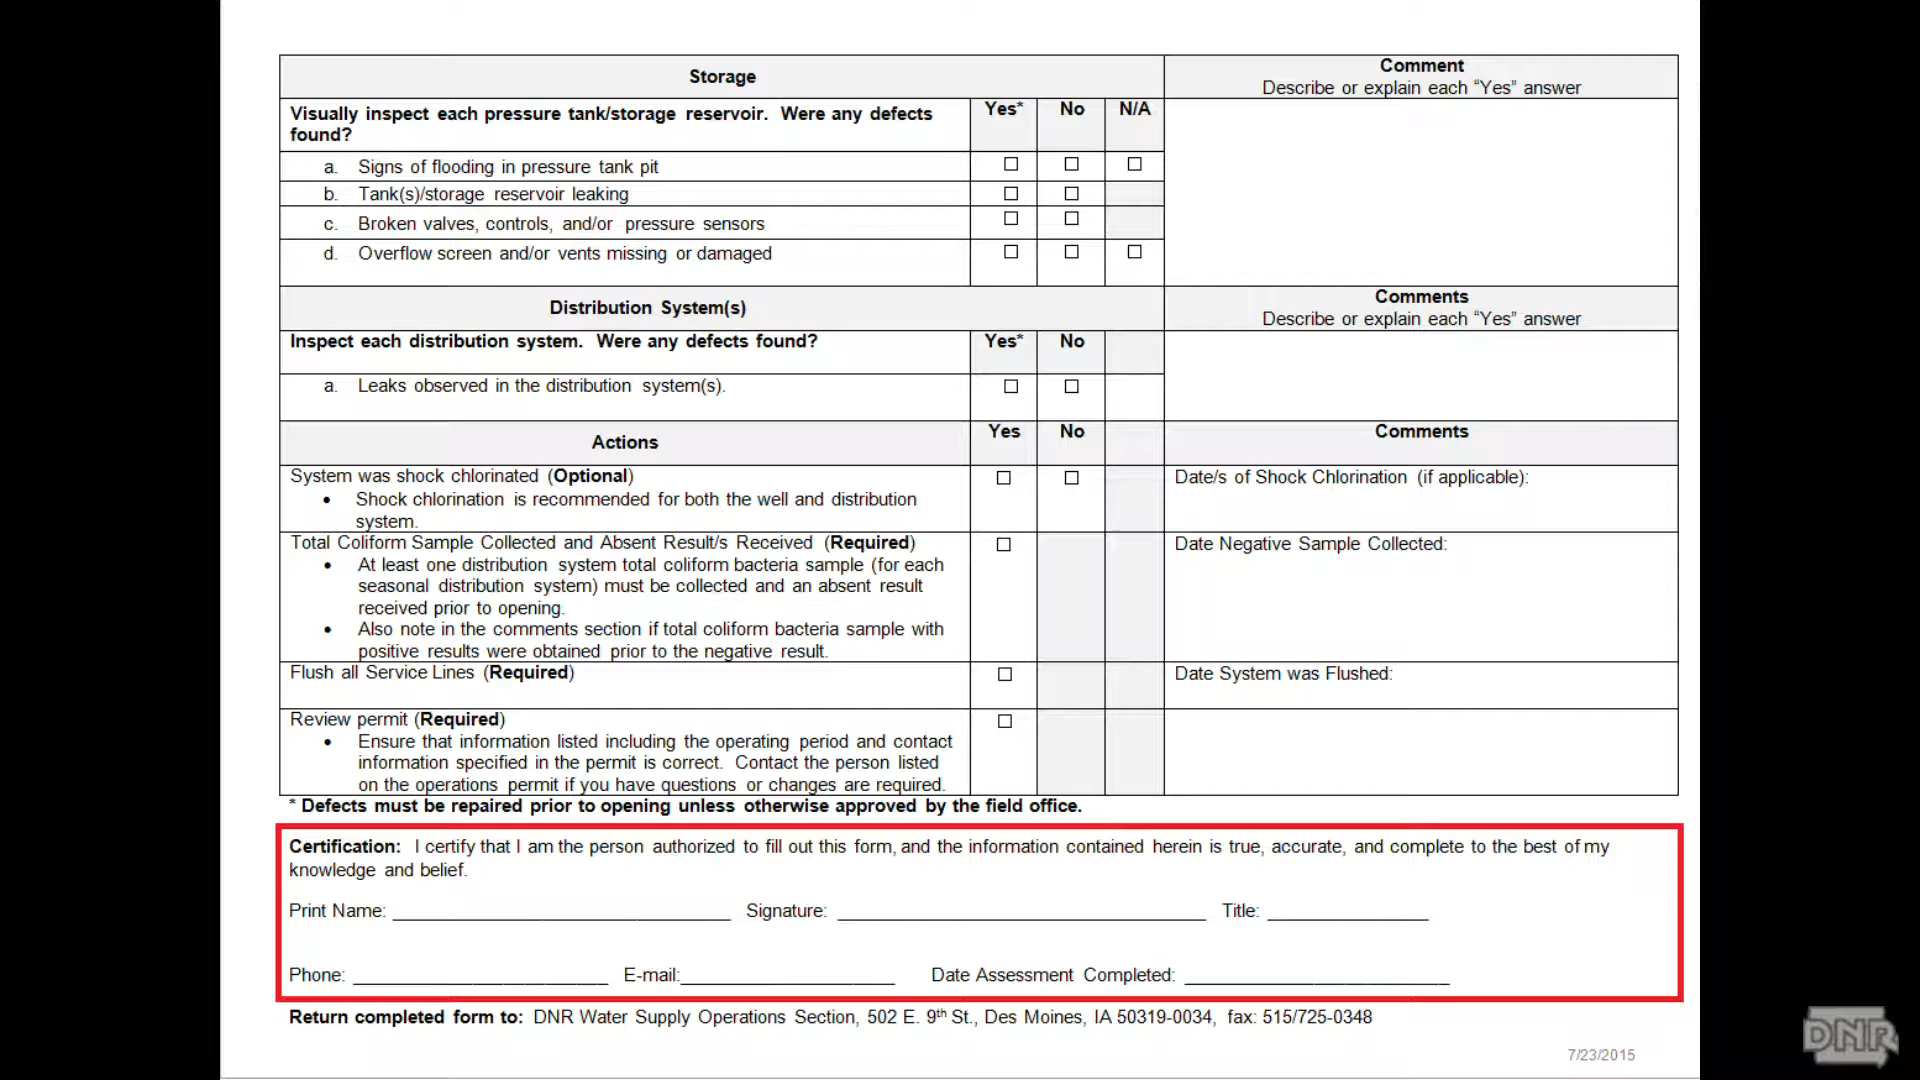 Storage
Comment
Describe or explain each “Yes” answer
Visually inspect each pressure tank/storage reservoir. Were any defects
found?
Yes* No N/A
a. Signs of flooding in pressure tank pit ☐ ☐ ☐
b. Tank(s)/storage reservoir leaking ☐ ☐
c. Broken valves, controls, and/or pressure sensors ☐ ☐
d. Overflow screen and/or vents missing or damaged ☐ ☐ ☐
Distribution System(s)
Comments
Describe or explain each “Yes” answer
Inspect each distribution system. Were any defects found? Yes* No
a. Leaks observed in the distribution system(s). ☐ ☐
Actions Yes No Comments
System was shock chlorinated (Optional) ☐ ☐ Date/s of Shock Chlorination (if applicable):
• Shock chlorination is recommended for both the well and distribution
system.
Total Coliform Sample Collected and Absent Result/s Received (Required) ☐ Date Negative Sample Collected:
• At least one distribution system total coliform bacteria sample (for each
seasonal distribution system) must be collected and an absent result
received prior to opening.
• Also note in the comments section if total coliform bacteria sample with
positive results were obtained prior to the negative result.
Flush all Service Lines (Required) ☐ Date System was Flushed:
Review permit (Required) ☐
• Ensure that information listed including the operating period and contact
information specified in the permit is correct. Contact the person listed
on the operations permit if you have questions or changes are required.
* Defects must be repaired prior to opening unless otherwise approved by the field office.
Certification: I certify that I am the person authorized to fill out this form, and the information contained herein is true, accurate, and complete to the best of my
knowledge and belief.
Print Name: ____________ Signature: ____________ Title: ____________
Phone: ____________ E-mail:____________ Date Assessment Completed: ____________
Return completed form to: DNR Water Supply Operations Section, 502 E. 9th St., Des Moines, IA 50319-0034, fax: 515/725-0348
7/23/2015
DNR